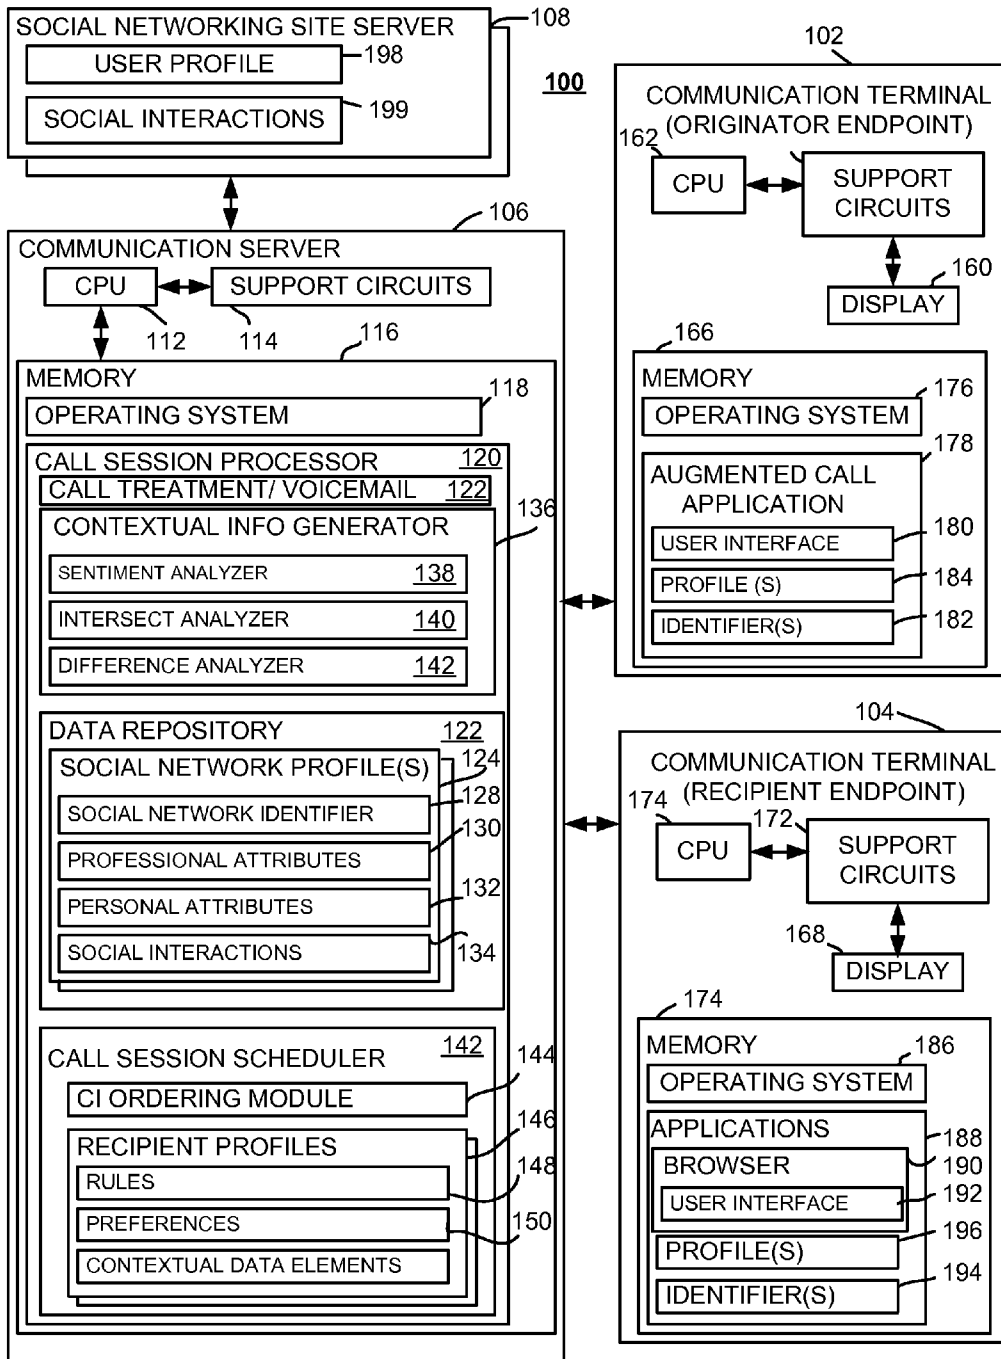 SOCIAL NETWORKING SITE SERVER
108
USER PROFILE
198
SOCIAL INTERACTIONS
199
100
106
COMMUNICATION SERVER
CPU
SUPPORT CIRCUITS
112
114
116
MEMORY
118
OPERATING SYSTEM
CALL SESSION PROCESSOR 120
CALL TREATMENT/ VOICEMAIL 122
136
CONTEXTUAL INFO GENERATOR
SENTIMENT ANALYZER 138
INTERSECT ANALYZER 140
DIFFERENCE ANALYZER 142
DATA REPOSITORY 122
SOCIAL NETWORK PROFILE(S)
124
SOCIAL NETWORK IDENTIFIER
128
PROFESSIONAL ATTRIBUTES
130
PERSONAL ATTRIBUTES
132
SOCIAL INTERACTIONS
134
CALL SESSION SCHEDULER 142
144
CI ORDERING MODULE
146
RECIPIENT PROFILES
RULES
148
PREFERENCES
150
CONTEXTUAL DATA ELEMENTS
102
COMMUNICATION TERMINAL
(ORIGINATOR ENDPOINT)
162
CPU
SUPPORT
CIRCUITS
160
DISPLAY
166
MEMORY
176
OPERATING SYSTEM
178
AUGMENTED CALL
APPLICATION
USER INTERFACE
180
PROFILE (S)
184
IDENTIFIER(S)
182
104
COMMUNICATION TERMINAL
(RECIPIENT ENDPOINT)
174
172
CPU
SUPPORT
CIRCUITS
168
DISPLAY
174
MEMORY
186
OPERATING SYSTEM
APPLICATIONS
188
BROWSER
190
USER INTERFACE
192
PROFILE(S)
196
IDENTIFIER(S)
194